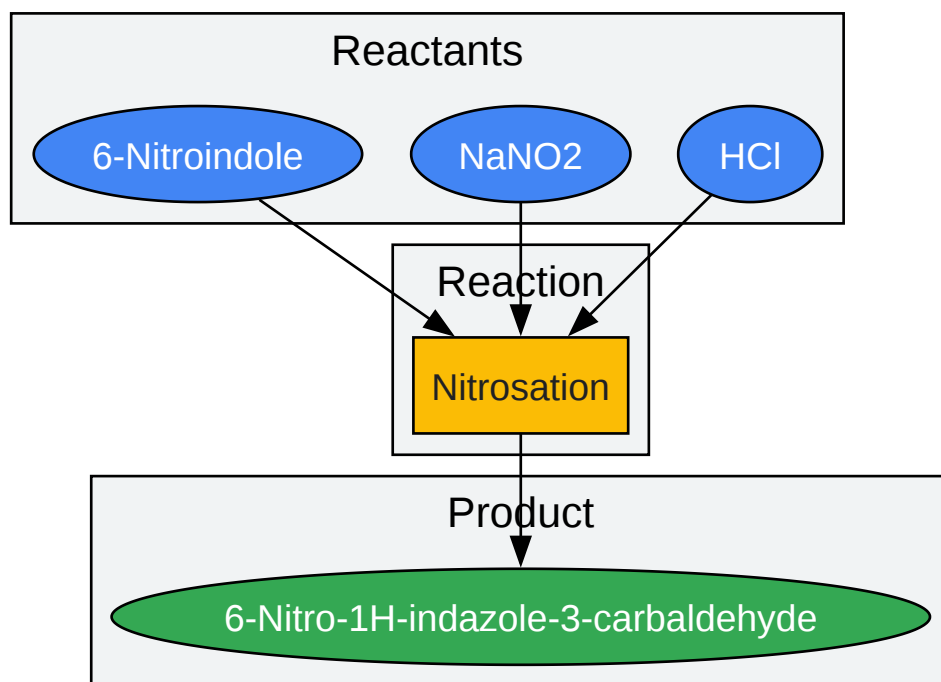 Reactants
6-Nitroindole
NaNO2
HCl
Reaction
Nitrosation
Product
6-Nitro-1H-indazole-3-carbaldehyde